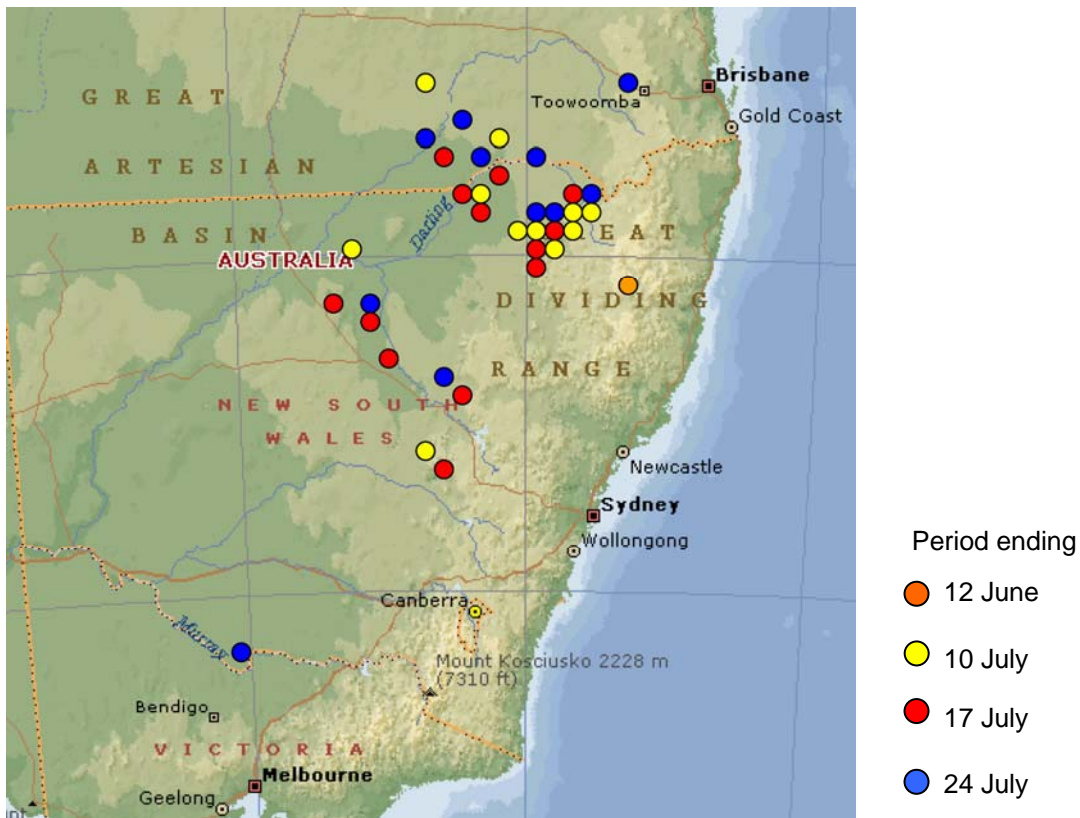 Brisbane
Toowoomba
Gold Coast
GREAT
ARTESIAN
BASIN
Darling
AUSTRALIA
EAT
DIVIDING
RANGE
NEW SOUTH
WALES
Newcastle
Sydney
Wollongong
Canberra
Murray
Mount Kosciusko 2228 m
(7310 ft)
Bendigo
VICTORIA
Melbourne
Geelong
Period ending
12 June
10 July
17 July
24 July